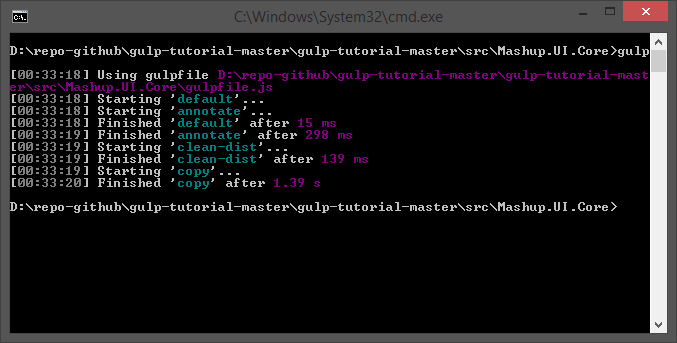 C:\Windows\System32\cmd.exe
D:\repo-github\gulp-tutorial-master\gulp-tutorial-master\src\Mashup.UI.Core>gulp
[00:33:18] Using gulpfile D:\repo-github\gulp-tutorial-master\gulp-tutorial-mast
er\src\Mashup.UI.Core\gulpfile.js
[00:33:18] Starting 'default'...
[00:33:18] Starting 'annotate'...
[00:33:18] Finished 'default' after 15 ms
[00:33:19] Finished 'annotate' after 298 ms
[00:33:19] Starting 'clean-dist'...
[00:33:19] Finished 'clean-dist' after 139 ms
[00:33:19] Starting 'copy'...
[00:33:20] Finished 'copy' after 1.39 s
D:\repo-github\gulp-tutorial-master\gulp-tutorial-master\src\Mashup.UI.Core>